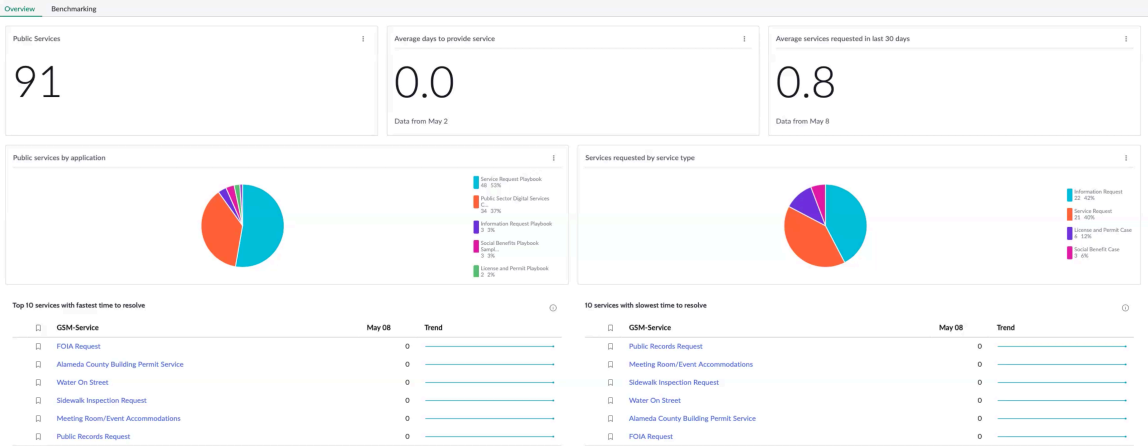 Overview Benchmarking
Public Services
91
Average days to provide service
0.0
Data from May 2
Average services requested in last 30 days
0.8
Data from May 8
Public services by application
Service Request Playbook
48 53%
Public Sector Digital Services
C...
34 37%
Information Request Playbook
3 3%
Social Benefits Playbook
Sampl...
3 3%
License and Permit Playbook
2 2%
Services requested by service type
Information Request
22 42%
Service Request
21 40%
License and Permit Case
6 12%
Social Benefit Case
3 6%
Top 10 services with fastest time to resolve
GSM-Service May 08 Trend
FOIA Request 0
Alameda County Building Permit Service 0
Water On Street 0
Sidewalk Inspection Request 0
Meeting Room/Event Accommodations 0
Public Records Request 0
10 services with slowest time to resolve
GSM-Service May 08 Trend
Public Records Request 0
Meeting Room/Event Accommodations 0
Sidewalk Inspection Request 0
Water On Street 0
Alameda County Building Permit Service 0
FOIA Request 0